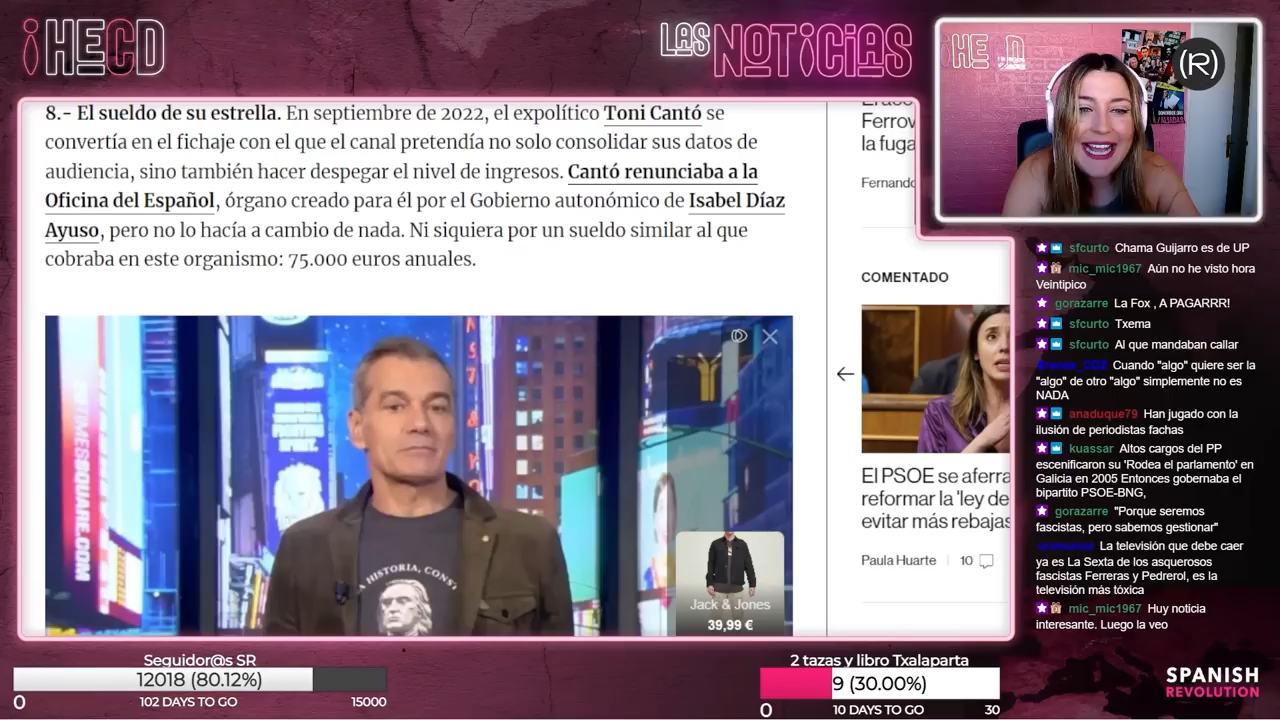 ¡HECD
LAS NOTICIAS
(R)
8.- El sueldo de su estrella. En septiembre de 2022, el expolítico Toni Cantó se
convertía en el fichaje con el que el canal pretendía no solo consolidar sus datos de
audiencia, sino también hacer despegar el nivel de ingresos. Cantó renunciaba a la
Oficina del Español, órgano creado para él por el Gobierno autonómico de Isabel Díaz
Ayuso, pero no lo hacía a cambio de nada. Ni siquiera por un sueldo similar al que
cobraba en este organismo: 75.000 euros anuales.
TIMESQUARE.COM
A HISTORIA, CONST
Jack & Jones
39,99 €
Ferrov
la fuga
Fernando
COMENTADO
El PSOE se aferra
reformar la 'ley de
evitar más rebajas
Paula Huarte | 10
sfcurto Chama Guijarro es de UP
mic_mic1967 Aún no he visto hora
Veintipico
gorazarre La Fox , A PAGARRR!
sfcurto Txema
sfcurto Al que mandaban callar
Cuando "algo" quiere ser la
"algo" de otro "algo" simplemente no es
NADA
anaduque79 Han jugado con la
ilusión de periodistas fachas
kuassar Altos cargos del PP
escenificaron su 'Rodea el parlamento' en
Galicia en 2005 Entonces gobernaba el
bipartito PSOE-BNG,
gorazarre "Porque seremos
fascistas, pero sabemos gestionar"
La televisión que debe caer
ya es La Sexta de los asquerosos
fascistas Ferreras y Pedrerol, es la
televisión más tóxica
mic_mic1967 Huy noticia
interesante. Luego la veo
Seguidor@s SR
12018 (80.12%)
0 102 DAYS TO GO 15000
2 tazas y libro Txalaparta
9 (30.00%)
0 10 DAYS TO GO 30
SPANISH
REVOLUTION